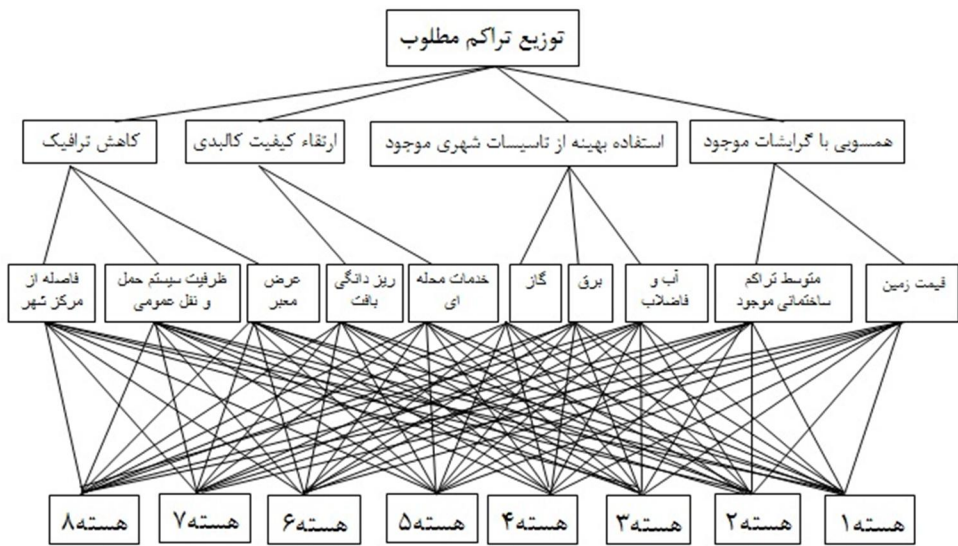 توزیع تراکم مطلوب
همسویی با گرایشات موجود
استفاده بهینه از تاسیسات شهری موجود
ارتقاء کیفیت کالبدی
کاهش ترافیک
قیمت زمین
متوسط تراکم
ساختمانی موجود
آب و
فاضلاب
برق
گاز
خدمات محله
ای
ریز دانگی
بافت
عرض
معبر
ظرفیت سیستم حمل
و نقل عمومی
فاصله از
مرکز شهر
هسته۱
هسته۲
هسته۳
هسته۴
هسته۵
هسته۶
هسته۷
هسته۸